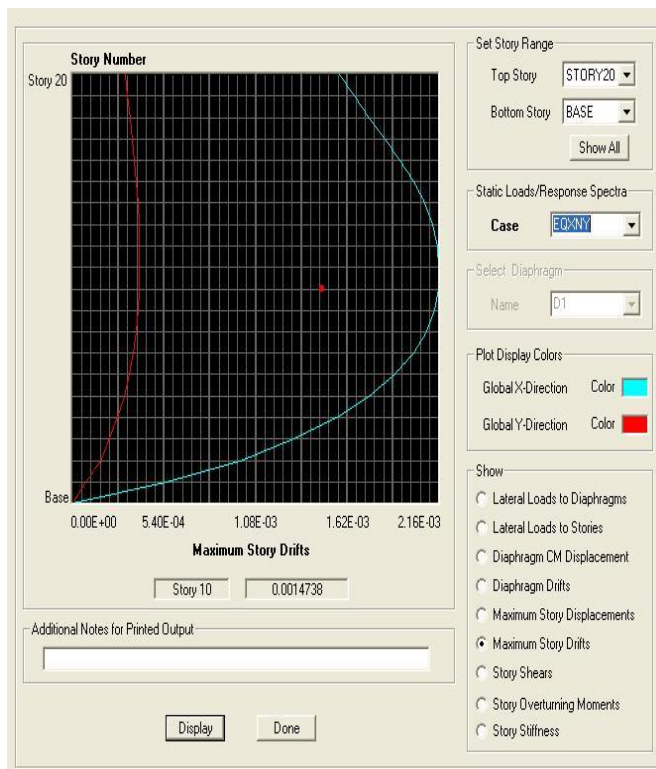 Story Number
Story 20
Base
0.00E+00 5.40E-04 1.08E-03 1.62E-03 2.16E-03
Maximum Story Drifts
Story 10 0.0014738
Additional Notes for Printed Output
Display Done
Set Story Range
Top Story STORY20
Bottom Story BASE
Show All
Static Loads/Response Spectra
Case EQXNY
Select Diaphragm
Name D1
Plot Display Colors
Global X-Direction Color
Global Y-Direction Color
Show
Lateral Loads to Diaphragms
Lateral Loads to Stories
Diaphragm CM Displacement
Diaphragm Drifts
Maximum Story Displacements
Maximum Story Drifts
Story Shears
Story Overturning Moments
Story Stiffness